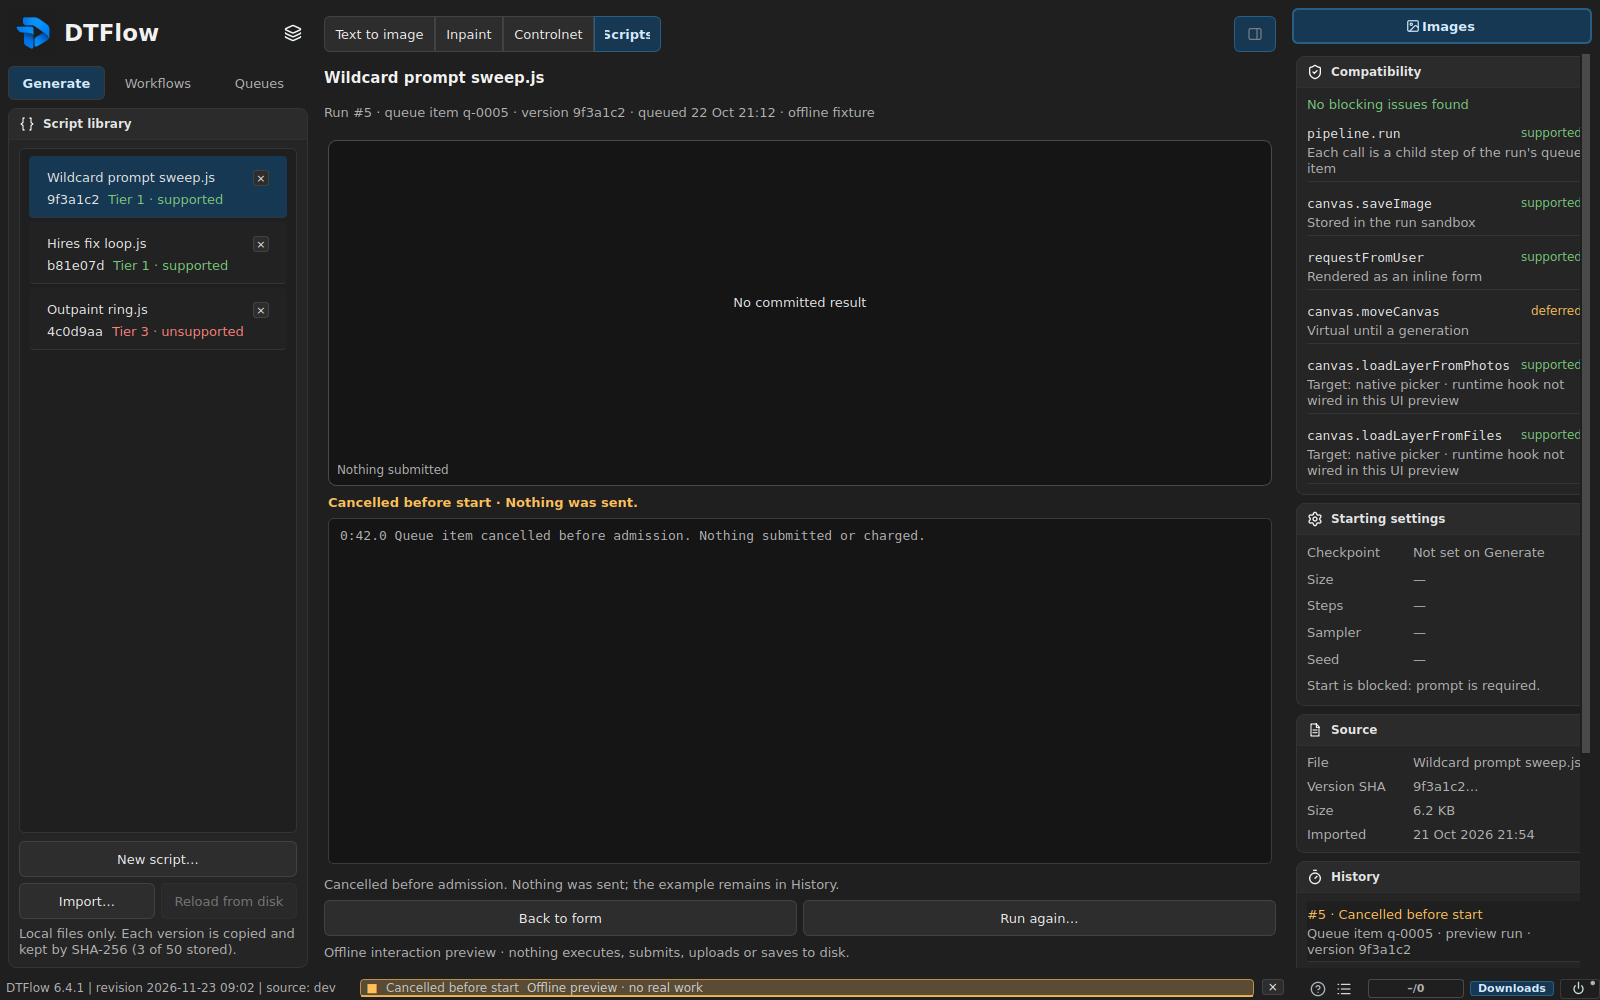 DTFlow
Generate
Workflows
Queues
Script library
Wildcard prompt sweep.js
9f3a1c2 Tier 1 · supported
Hires fix loop.js
b81e07d Tier 1 · supported
Outpaint ring.js
4c0d9aa Tier 3 · unsupported
New script...
Import...
Reload from disk
Local files only. Each version is copied and
kept by SHA-256 (3 of 50 stored).
Text to image
Inpaint
Controlnet
Scripts
Wildcard prompt sweep.js
Run #5 · queue item q-0005 · version 9f3a1c2 · queued 22 Oct 21:12 · offline fixture
No committed result
Nothing submitted
Cancelled before start · Nothing was sent.
0:42.0 Queue item cancelled before admission. Nothing submitted or charged.
Cancelled before admission. Nothing was sent; the example remains in History.
Back to form
Run again...
Offline interaction preview · nothing executes, submits, uploads or saves to disk.
Images
Compatibility
No blocking issues found
pipeline.run supported
Each call is a child step of the run's queue
item
canvas.saveImage supported
Stored in the run sandbox
requestFromUser supported
Rendered as an inline form
canvas.moveCanvas deferred
Virtual until a generation
canvas.loadLayerFromPhotos supported
Target: native picker · runtime hook not
wired in this UI preview
canvas.loadLayerFromFiles supported
Target: native picker · runtime hook not
wired in this UI preview
Starting settings
Checkpoint Not set on Generate
Size —
Steps —
Sampler —
Seed —
Start is blocked: prompt is required.
Source
File Wildcard prompt sweep.js
Version SHA 9f3a1c2...
Size 6.2 KB
Imported 21 Oct 2026 21:54
History
#5 · Cancelled before start
Queue item q-0005 · preview run ·
version 9f3a1c2
DTFlow 6.4.1 | revision 2026-11-23 09:02 | source: dev
Cancelled before start Offline preview · no real work
–/0
Downloads